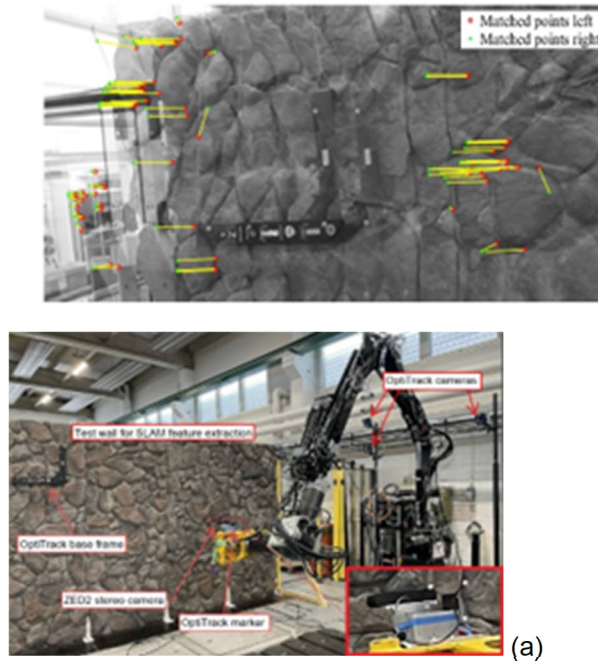 Matched points left
Matched points right
OptiTrack cameras
Test wall for SLAM feature extraction
OptiTrack base frame
ZED2 stereo camera
OptiTrack marker
(a)